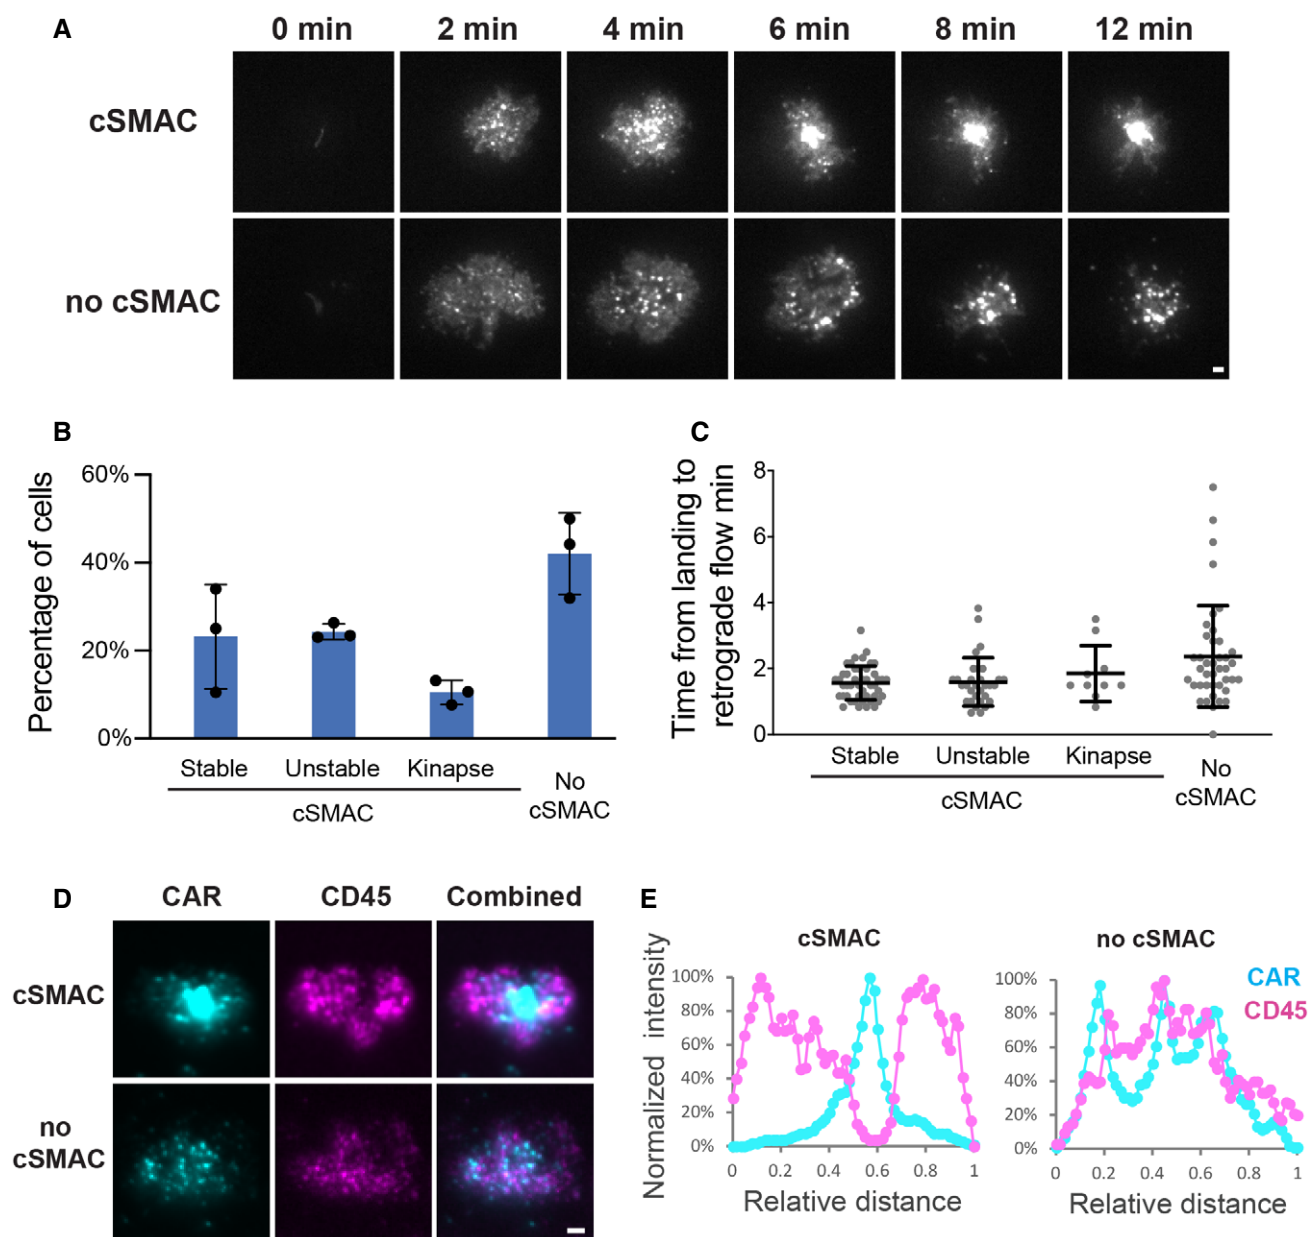 A
0 min 2 min 4 min 6 min 8 min 12 min
cSMAC
no cSMAC
B
60%
40%
20%
0%
Percentage of cells
Stable Unstable Kinapse No
cSMAC
cSMAC
C
8
6
4
2
0
Time from landing to
retrograde flow min
Stable Unstable Kinapse No
cSMAC
cSMAC
D
CAR CD45 Combined
cSMAC
no
cSMAC
E
cSMAC
Normalized intensity
100%
80%
60%
40%
20%
0%
0 0.2 0.4 0.6 0.8 1
Relative distance
no cSMAC
CAR
CD45
100%
80%
60%
40%
20%
0%
0 0.2 0.4 0.6 0.8 1
Relative distance